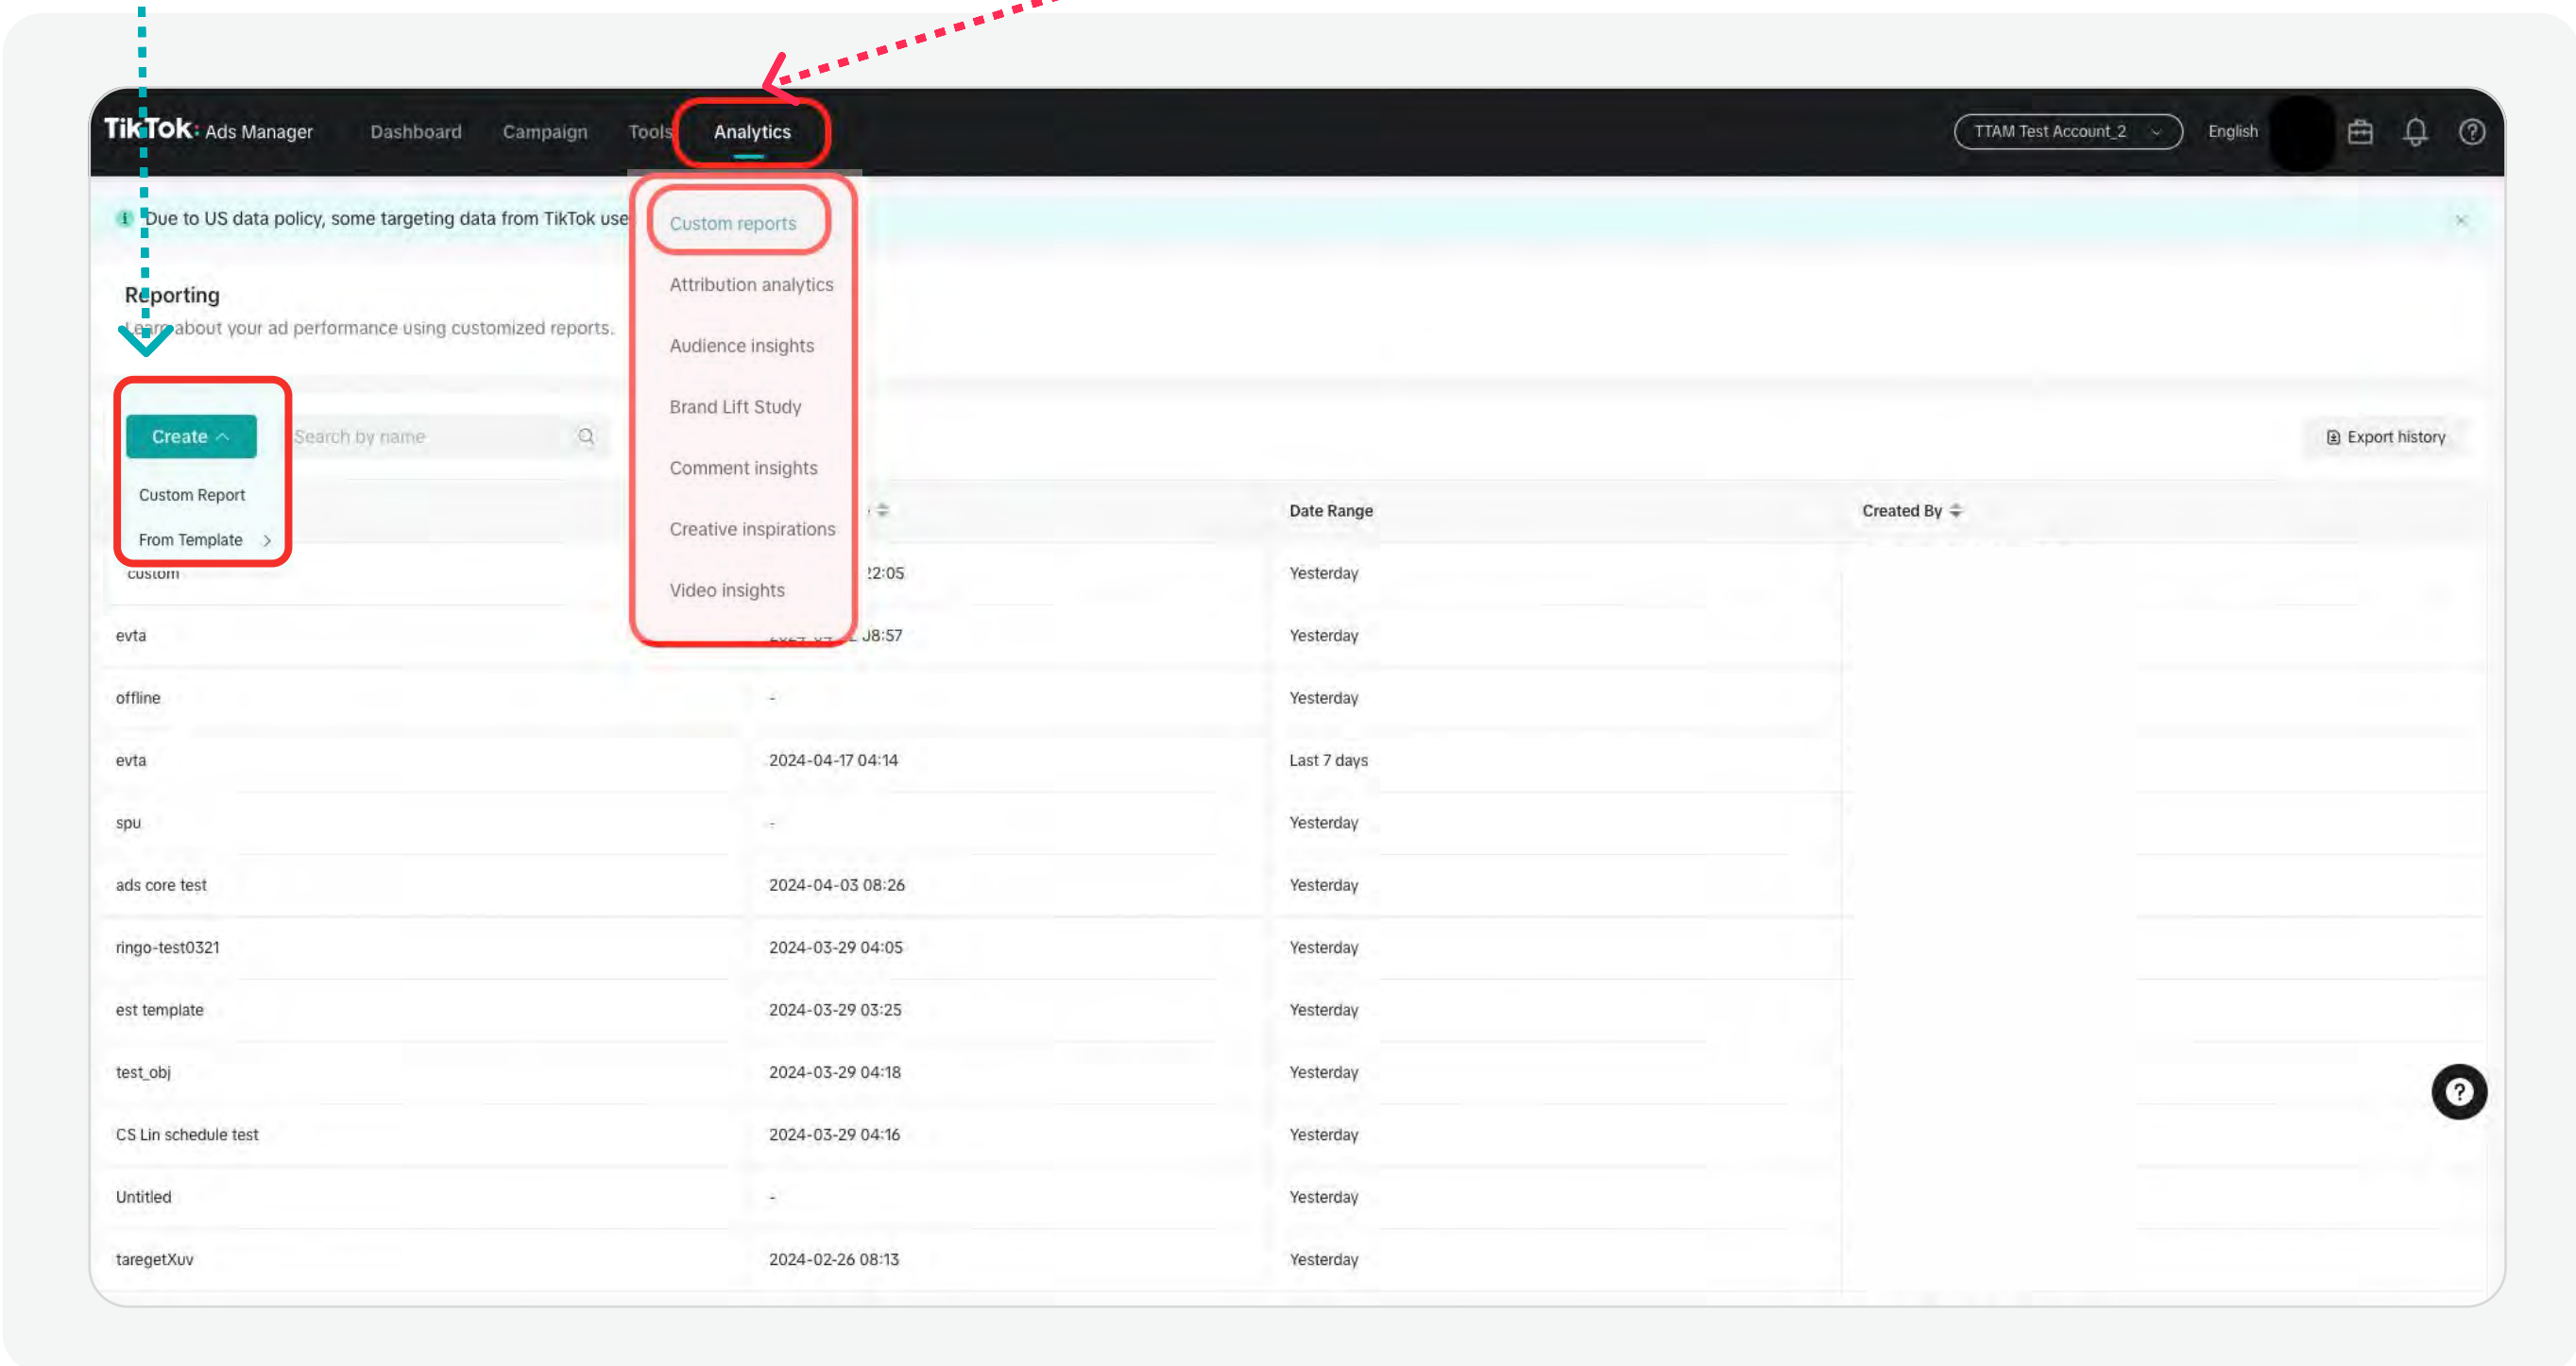 TikTok: Ads Manager Dashboard Campaign Tools Analytics TTAM Test Account_2 English
Due to US data policy, some targeting data from TikTok use
Custom reports
Attribution analytics
Audience insights
Brand Lift Study
Comment insights
Creative inspirations
Video insights
Reporting
Learn about your ad performance using customized reports.
Create Search by name Export history
Custom Report
From Template
Date Range Created By
custom 22:05 Yesterday
evta 08:57 Yesterday
offline - Yesterday
evta 2024-04-17 04:14 Last 7 days
spu - Yesterday
ads core test 2024-04-03 08:26 Yesterday
ringo-test0321 2024-03-29 04:05 Yesterday
est template 2024-03-29 03:25 Yesterday
test_obj 2024-03-29 04:18 Yesterday
CS Lin schedule test 2024-03-29 04:16 Yesterday
Untitled - Yesterday
taregetXuv 2024-02-26 08:13 Yesterday